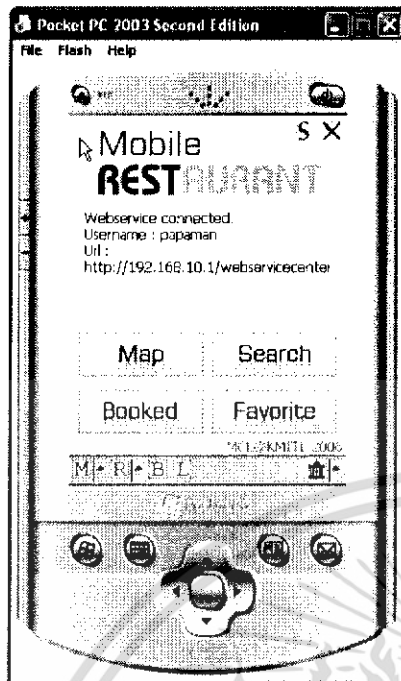 Pocket PC 2003 Second Edition
File Flash Help
S X
Mobile
RESTAURANT
Webservice connected.
Username : papaman
Url :
http://192.168.10.1/webservicecenter
Map Search
Booked Favorite
2006
M R B L